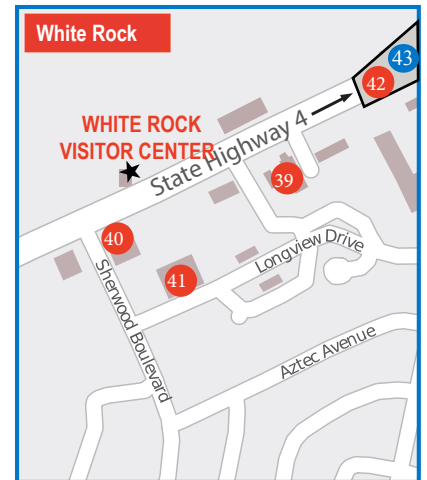 White Rock
43
42
WHITE ROCK
VISITOR CENTER
State Highway 4
39
40
41
Longview Drive
Sherwood Boulevard
Aztec Avenue